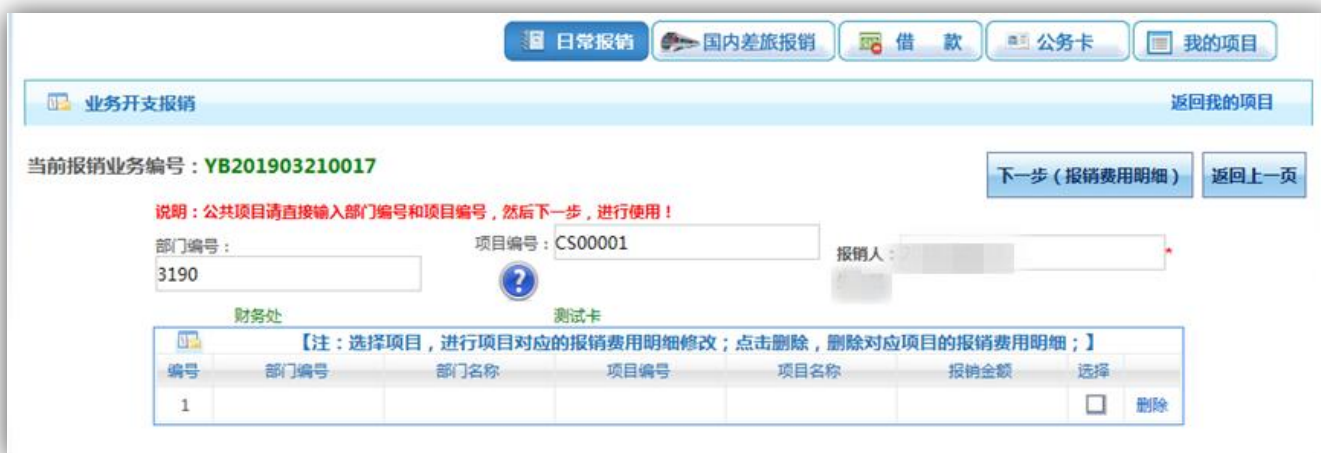 日常报销 国内差旅报销 借 款 公务卡 我的项目
业务开支报销 返回我的项目
当前报销业务编号：YB201903210017
下一步（报销费用明细） 返回上一页
说明：公共项目请直接输入部门编号和项目编号，然后下一步，进行使用！
部门编号： 项目编号：CS00001 报销人： *
3190
财务处 测试卡
【注：选择项目，进行项目对应的报销费用明细修改；点击删除，删除对应项目的报销费用明细；】
编号 部门编号 部门名称 项目编号 项目名称 报销金额 选择
1 删除